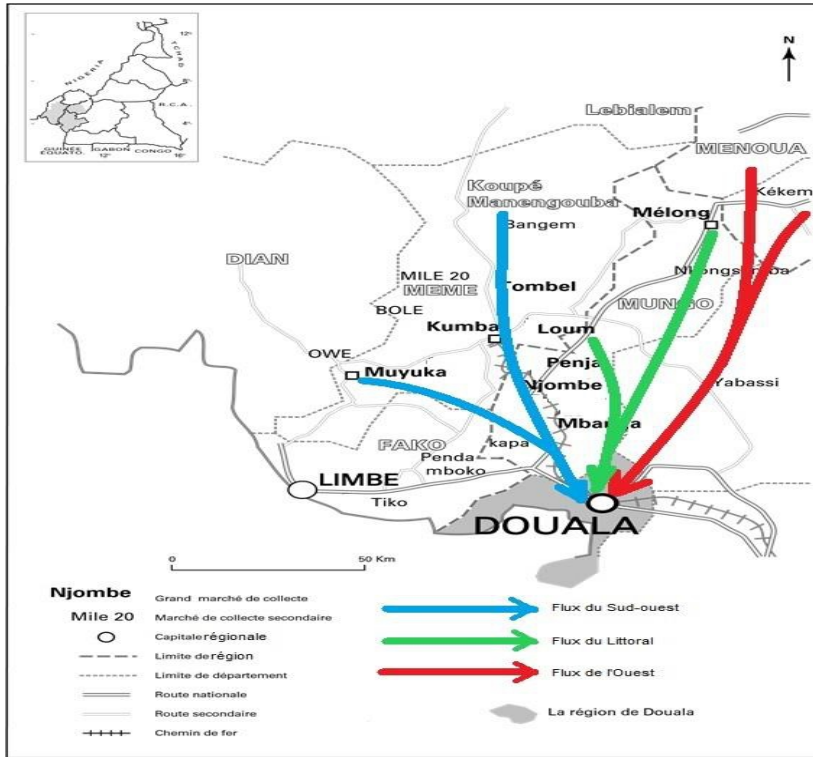 12°
NIGERIA
TCHAD
8°
R.C.A.
4°
GUINÉE
ÉQUATO.
GABON
CONGO
12°
16°
N
Lebialem
MENOUA
Kékem
Koupé
Manengouba
Bangem
Mélong
Nkongsamba
DIAN
MILE 20
MEME
Tombel
MUNGO
BOLE
Kumba
Loum
OWE
Muyuka
Penja
Njombe
Yabassi
Mbanga
FAKO
kapa
Penda
mboko
LIMBE
Tiko
DOUALA
0
50 Km
Njombe
Grand marché de collecte
Mile 20
Marché de collecte secondaire
Capitale régionale
Limite de région
Limite de département
Route nationale
Route secondaire
Chemin de fer
Flux du Sud-ouest
Flux du Littoral
Flux de l'Ouest
La région de Douala